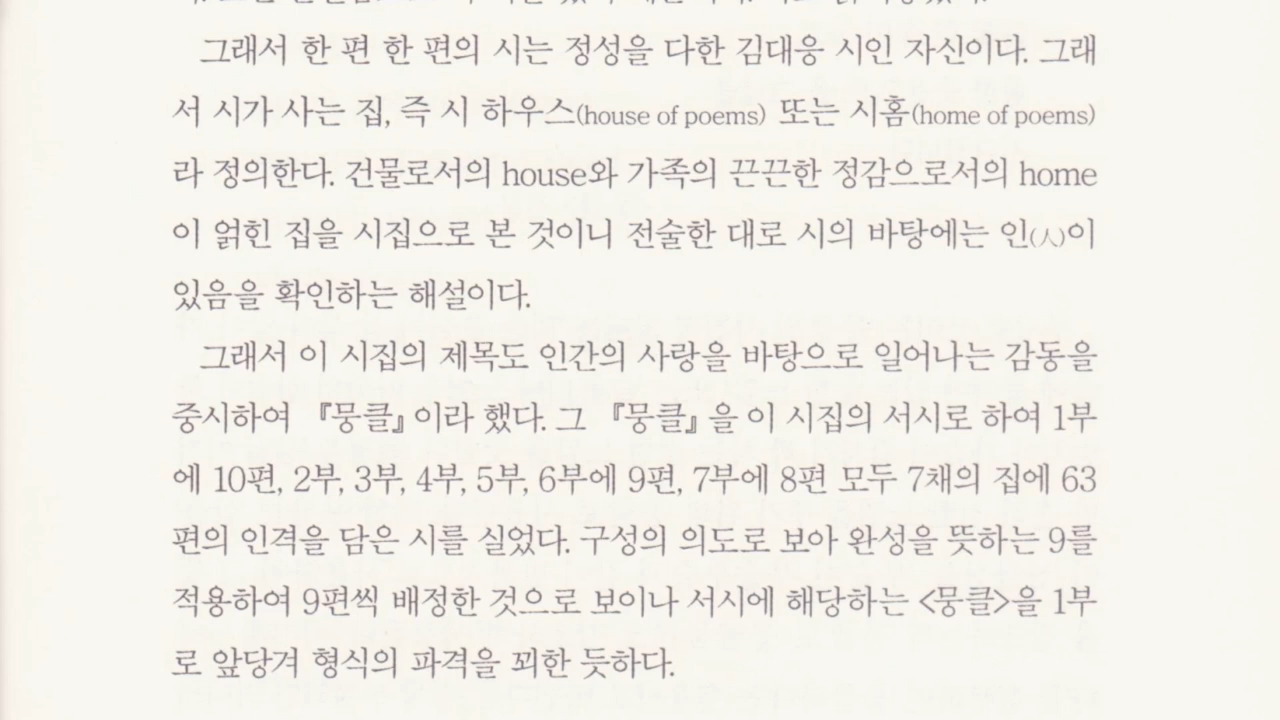 그래서 한 편 한 편의 시는 정성을 다한 김대웅 시인 자신이다. 그래
서 시가 사는 집, 즉 시 하우스(house of poems) 또는 시홈(home of poems)
라 정의한다. 건물로서의 house와 가족의 끈끈한 정감으로서의 home
이 얽힌 집을 시집으로 본 것이니 전술한 대로 시의 바탕에는 인(人)이
있음을 확인하는 해설이다.
그래서 이 시집의 제목도 인간의 사랑을 바탕으로 일어나는 감동을
중시하여 『뭉클』이라 했다. 그 『뭉클』을 이 시집의 서시로 하여 1부
에 10편, 2부, 3부, 4부, 5부, 6부에 9편, 7부에 8편 모두 7채의 집에 63
편의 인격을 담은 시를 실었다. 구성의 의도로 보아 완성을 뜻하는 9를
적용하여 9편씩 배정한 것으로 보이나 서시에 해당하는 <뭉클>을 1부
로 앞당겨 형식의 파격을 꾀한 듯하다.